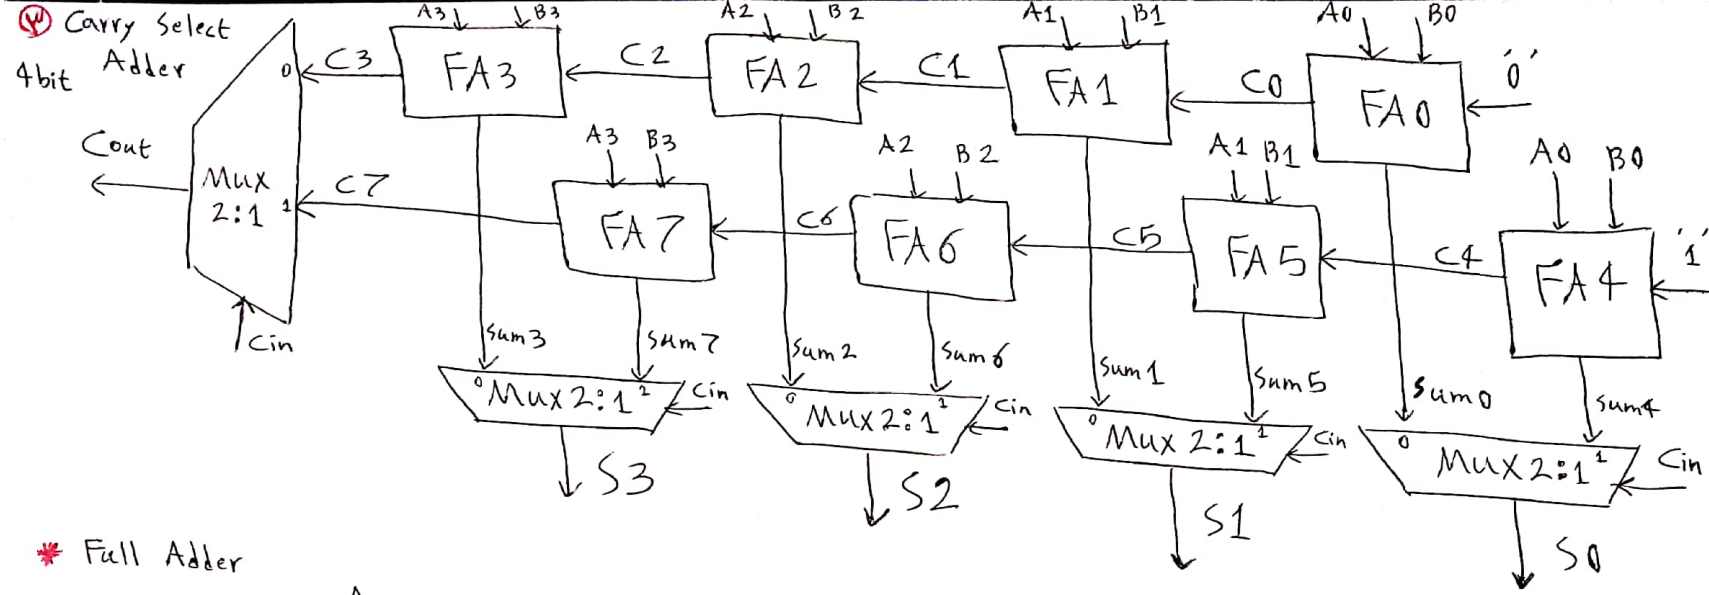 Carry Select
Adder
4bit
A3 B3 A2 B2 A1 B1 A0 B0
0 C3 FA3 C2 FA2 C1 FA1 C0 FA0 '0'
Cout
Mux
2:1
1 C7
A3 B3 A2 B2 A1 B1 A0 B0
FA7 C6 FA6 C5 FA5 C4 FA4 '1'
Cin
Sum3 Sum7 Sum2 Sum6 Sum1 Sum5 Sum0 Sum4
0 Mux 2:1 1 Cin 0 Mux 2:1 1 Cin 0 Mux 2:1 1 Cin 0 Mux 2:1 1 Cin
S3 S2 S1 S0
* Full Adder